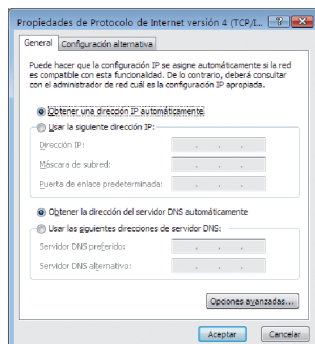 Propiedades de Protocolo de Internet versión 4 (TCP/I...
General Configuración alternativa
Puede hacer que la configuración IP se asigne automáticamente si la red
es compatible con esta funcionalidad. De lo contrario, deberá consultar
con el administrador de red cuál es la configuración IP apropiada.
Obtener una dirección IP automáticamente
Usar la siguiente dirección IP:
Dirección IP:
Máscara de subred:
Puerta de enlace predeterminada:
Obtener la dirección del servidor DNS automáticamente
Usar las siguientes direcciones de servidor DNS:
Servidor DNS preferido:
Servidor DNS alternativo:
Opciones avanzadas...
Aceptar Cancelar